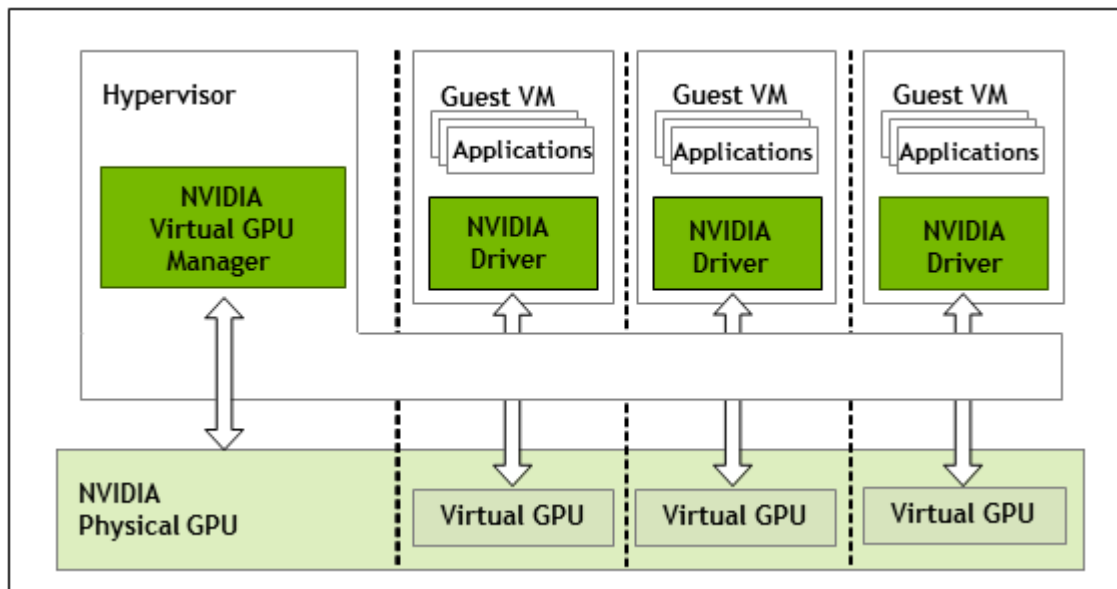 Hypervisor
NVIDIA
Virtual GPU
Manager
Guest VM
Applications
NVIDIA
Driver
Guest VM
Applications
NVIDIA
Driver
Guest VM
Applications
NVIDIA
Driver
NVIDIA
Physical GPU
Virtual GPU
Virtual GPU
Virtual GPU